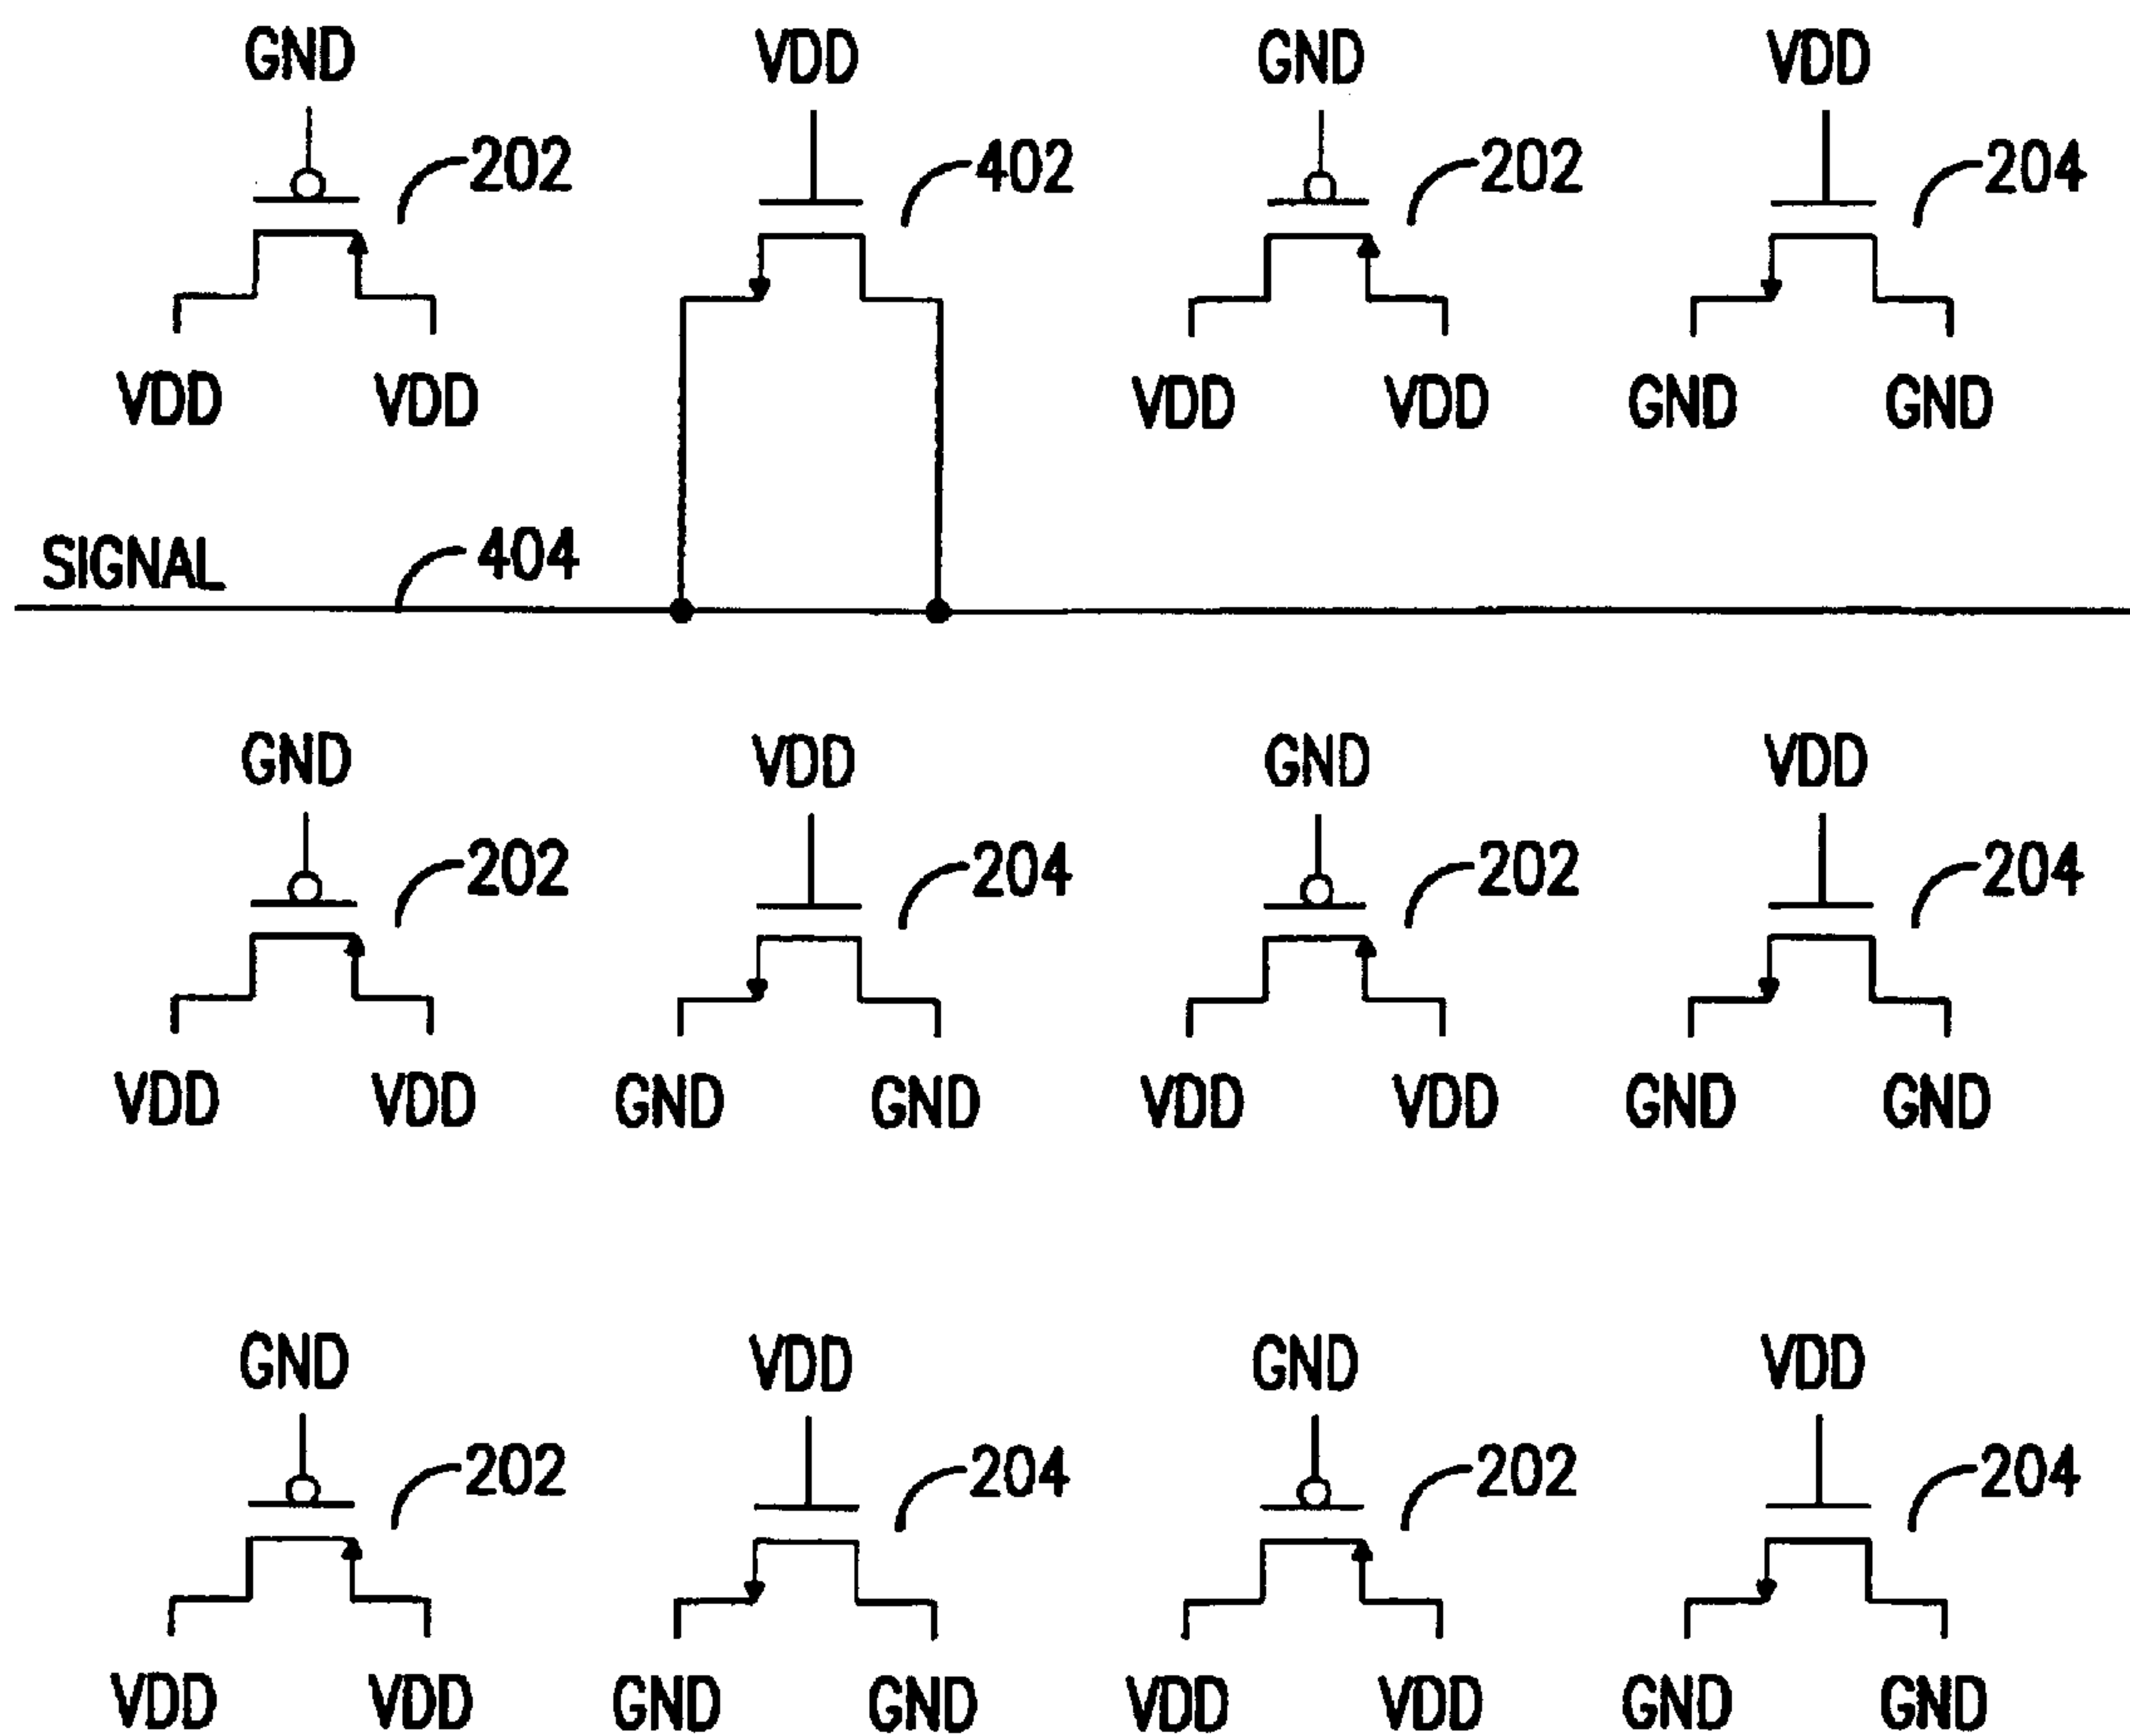 GND VDD GND VDD
202 402 202 204
VDD VDD VDD VDD GND GND
SIGNAL 404
GND VDD GND VDD
202 204 202 204
VDD VDD GND GND VDD VDD GND GND
GND VDD GND VDD
202 204 202 204
VDD VDD GND GND VDD VDD GND GND